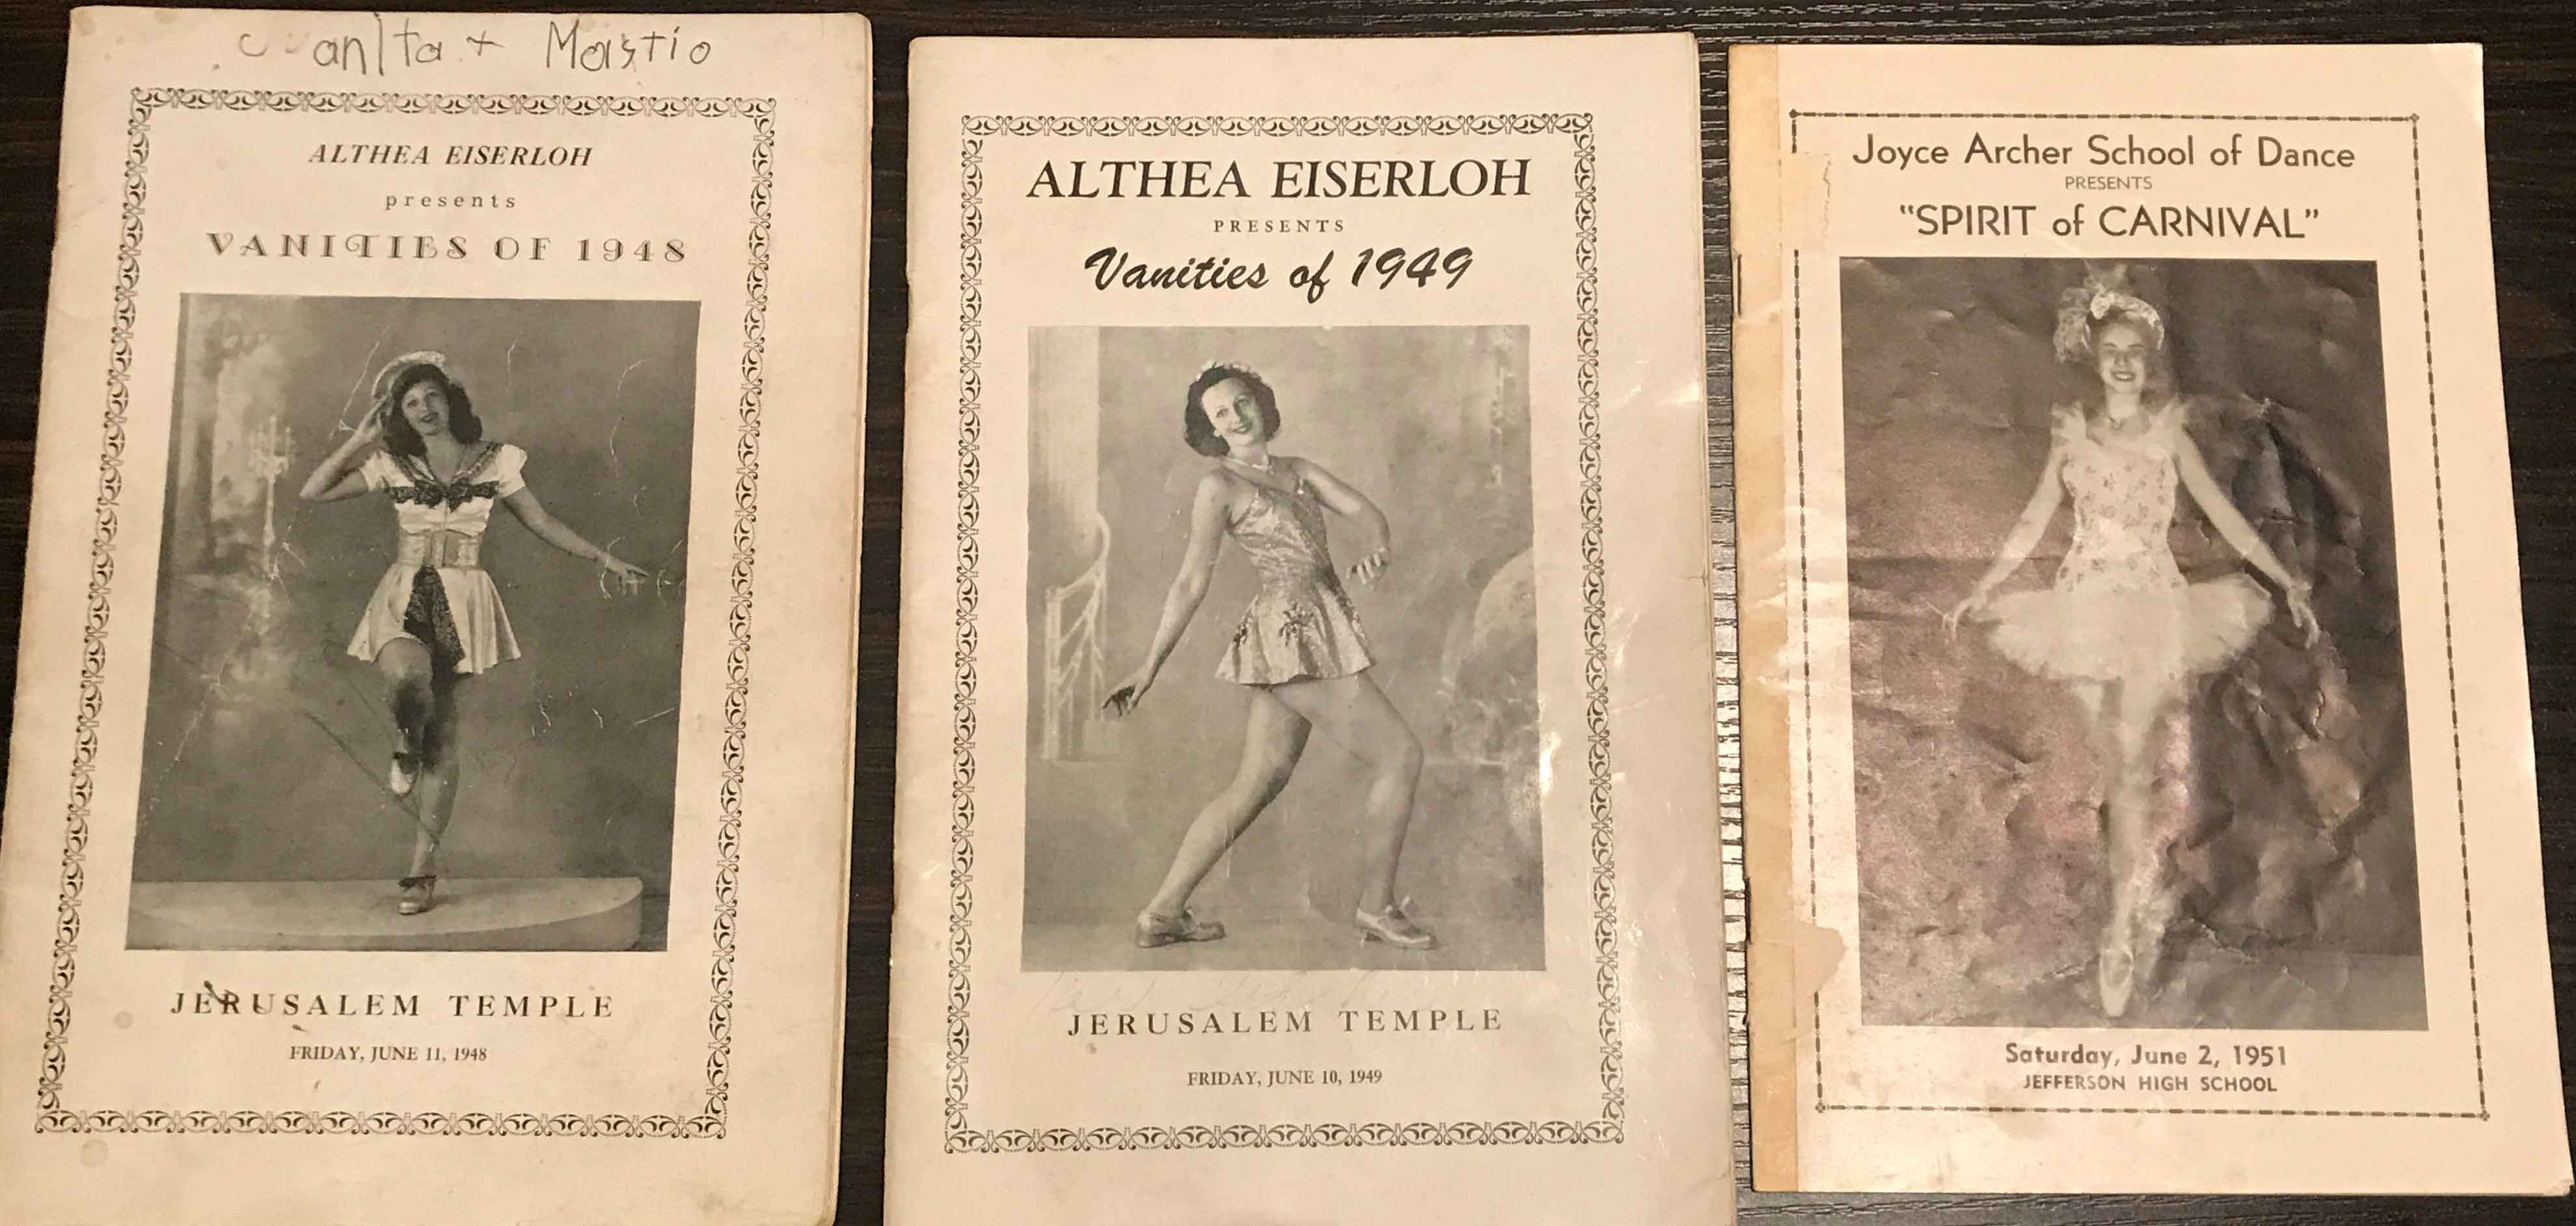 + Mastio
ALTHEA EISERLOH
presents
VANITIES OF 1948
JERUSALEM TEMPLE
FRIDAY, JUNE 11, 1948
ALTHEA EISERLOH
PRESENTS
Vanities of 1949
JERUSALEM TEMPLE
FRIDAY, JUNE 10, 1949
Joyce Archer School of Dance
PRESENTS
"SPIRIT of CARNIVAL"
Saturday, June 2, 1951
JEFFERSON HIGH SCHOOL